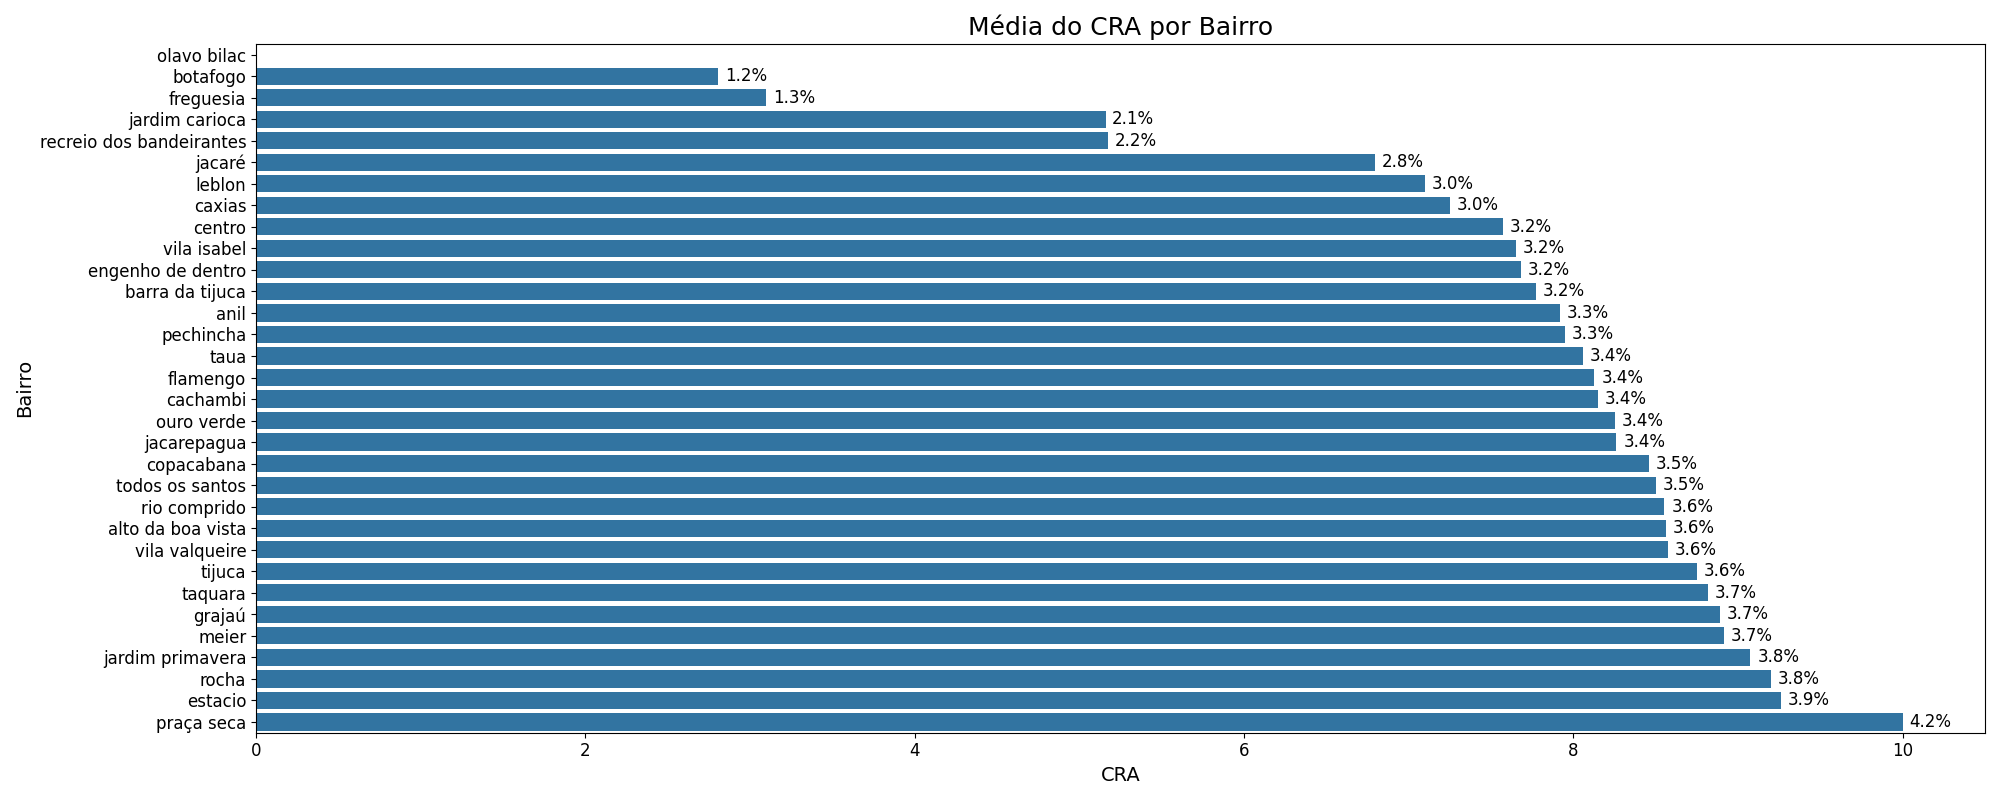 Média do CRA por Bairro
olavo bilac
botafogo 1.2%
freguesia 1.3%
jardim carioca 2.1%
recreio dos bandeirantes 2.2%
jacaré 2.8%
leblon 3.0%
caxias 3.0%
centro 3.2%
vila isabel 3.2%
engenho de dentro 3.2%
barra da tijuca 3.2%
anil 3.3%
pechincha 3.3%
taua 3.4%
flamengo 3.4%
cachambi 3.4%
ouro verde 3.4%
jacarepagua 3.4%
copacabana 3.5%
todos os santos 3.5%
rio comprido 3.6%
alto da boa vista 3.6%
vila valqueire 3.6%
tijuca 3.6%
taquara 3.7%
grajaú 3.7%
meier 3.7%
jardim primavera 3.8%
rocha 3.8%
estacio 3.9%
praça seca 4.2%
Bairro
0 2 4 6 8 10
CRA